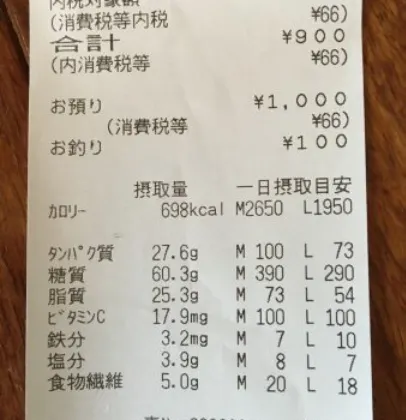 内税対象額
(消費税等内税 ¥66)
合計 ¥900
(内消費税等 ¥66)
お預り ¥1,000
(消費税等 ¥66)
お釣り ¥100
摂取量 一日摂取目安
カロリー 698kcal M2650 L1950
タンパク質 27.6g M 100 L 73
糖質 60.3g M 390 L 290
脂質 25.3g M 73 L 54
ビタミンC 17.9mg M 100 L 100
鉄分 3.2mg M 7 L 10
塩分 3.9g M 8 L 7
食物繊維 5.0g M 20 L 18